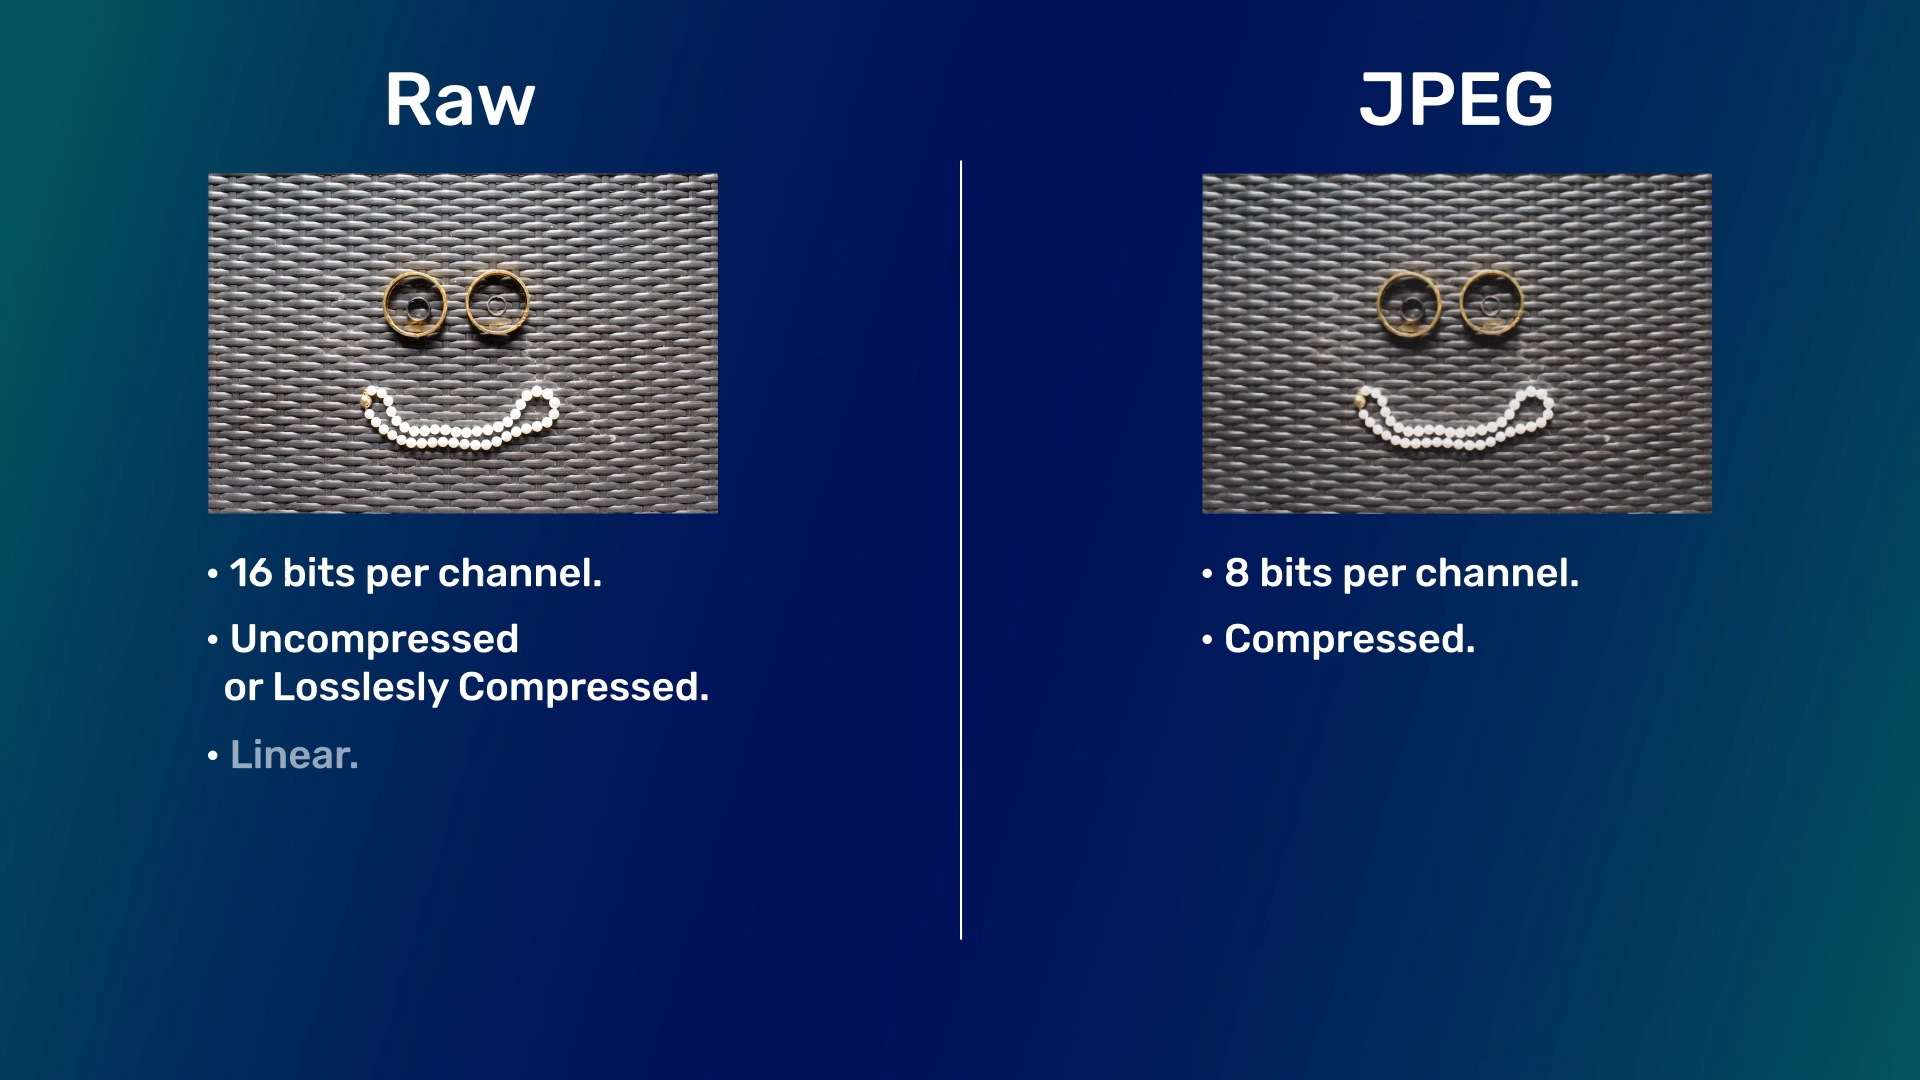 Raw
• 16 bits per channel.
• Uncompressed
or Losslesly Compressed.
• Linear.
JPEG
• 8 bits per channel.
• Compressed.